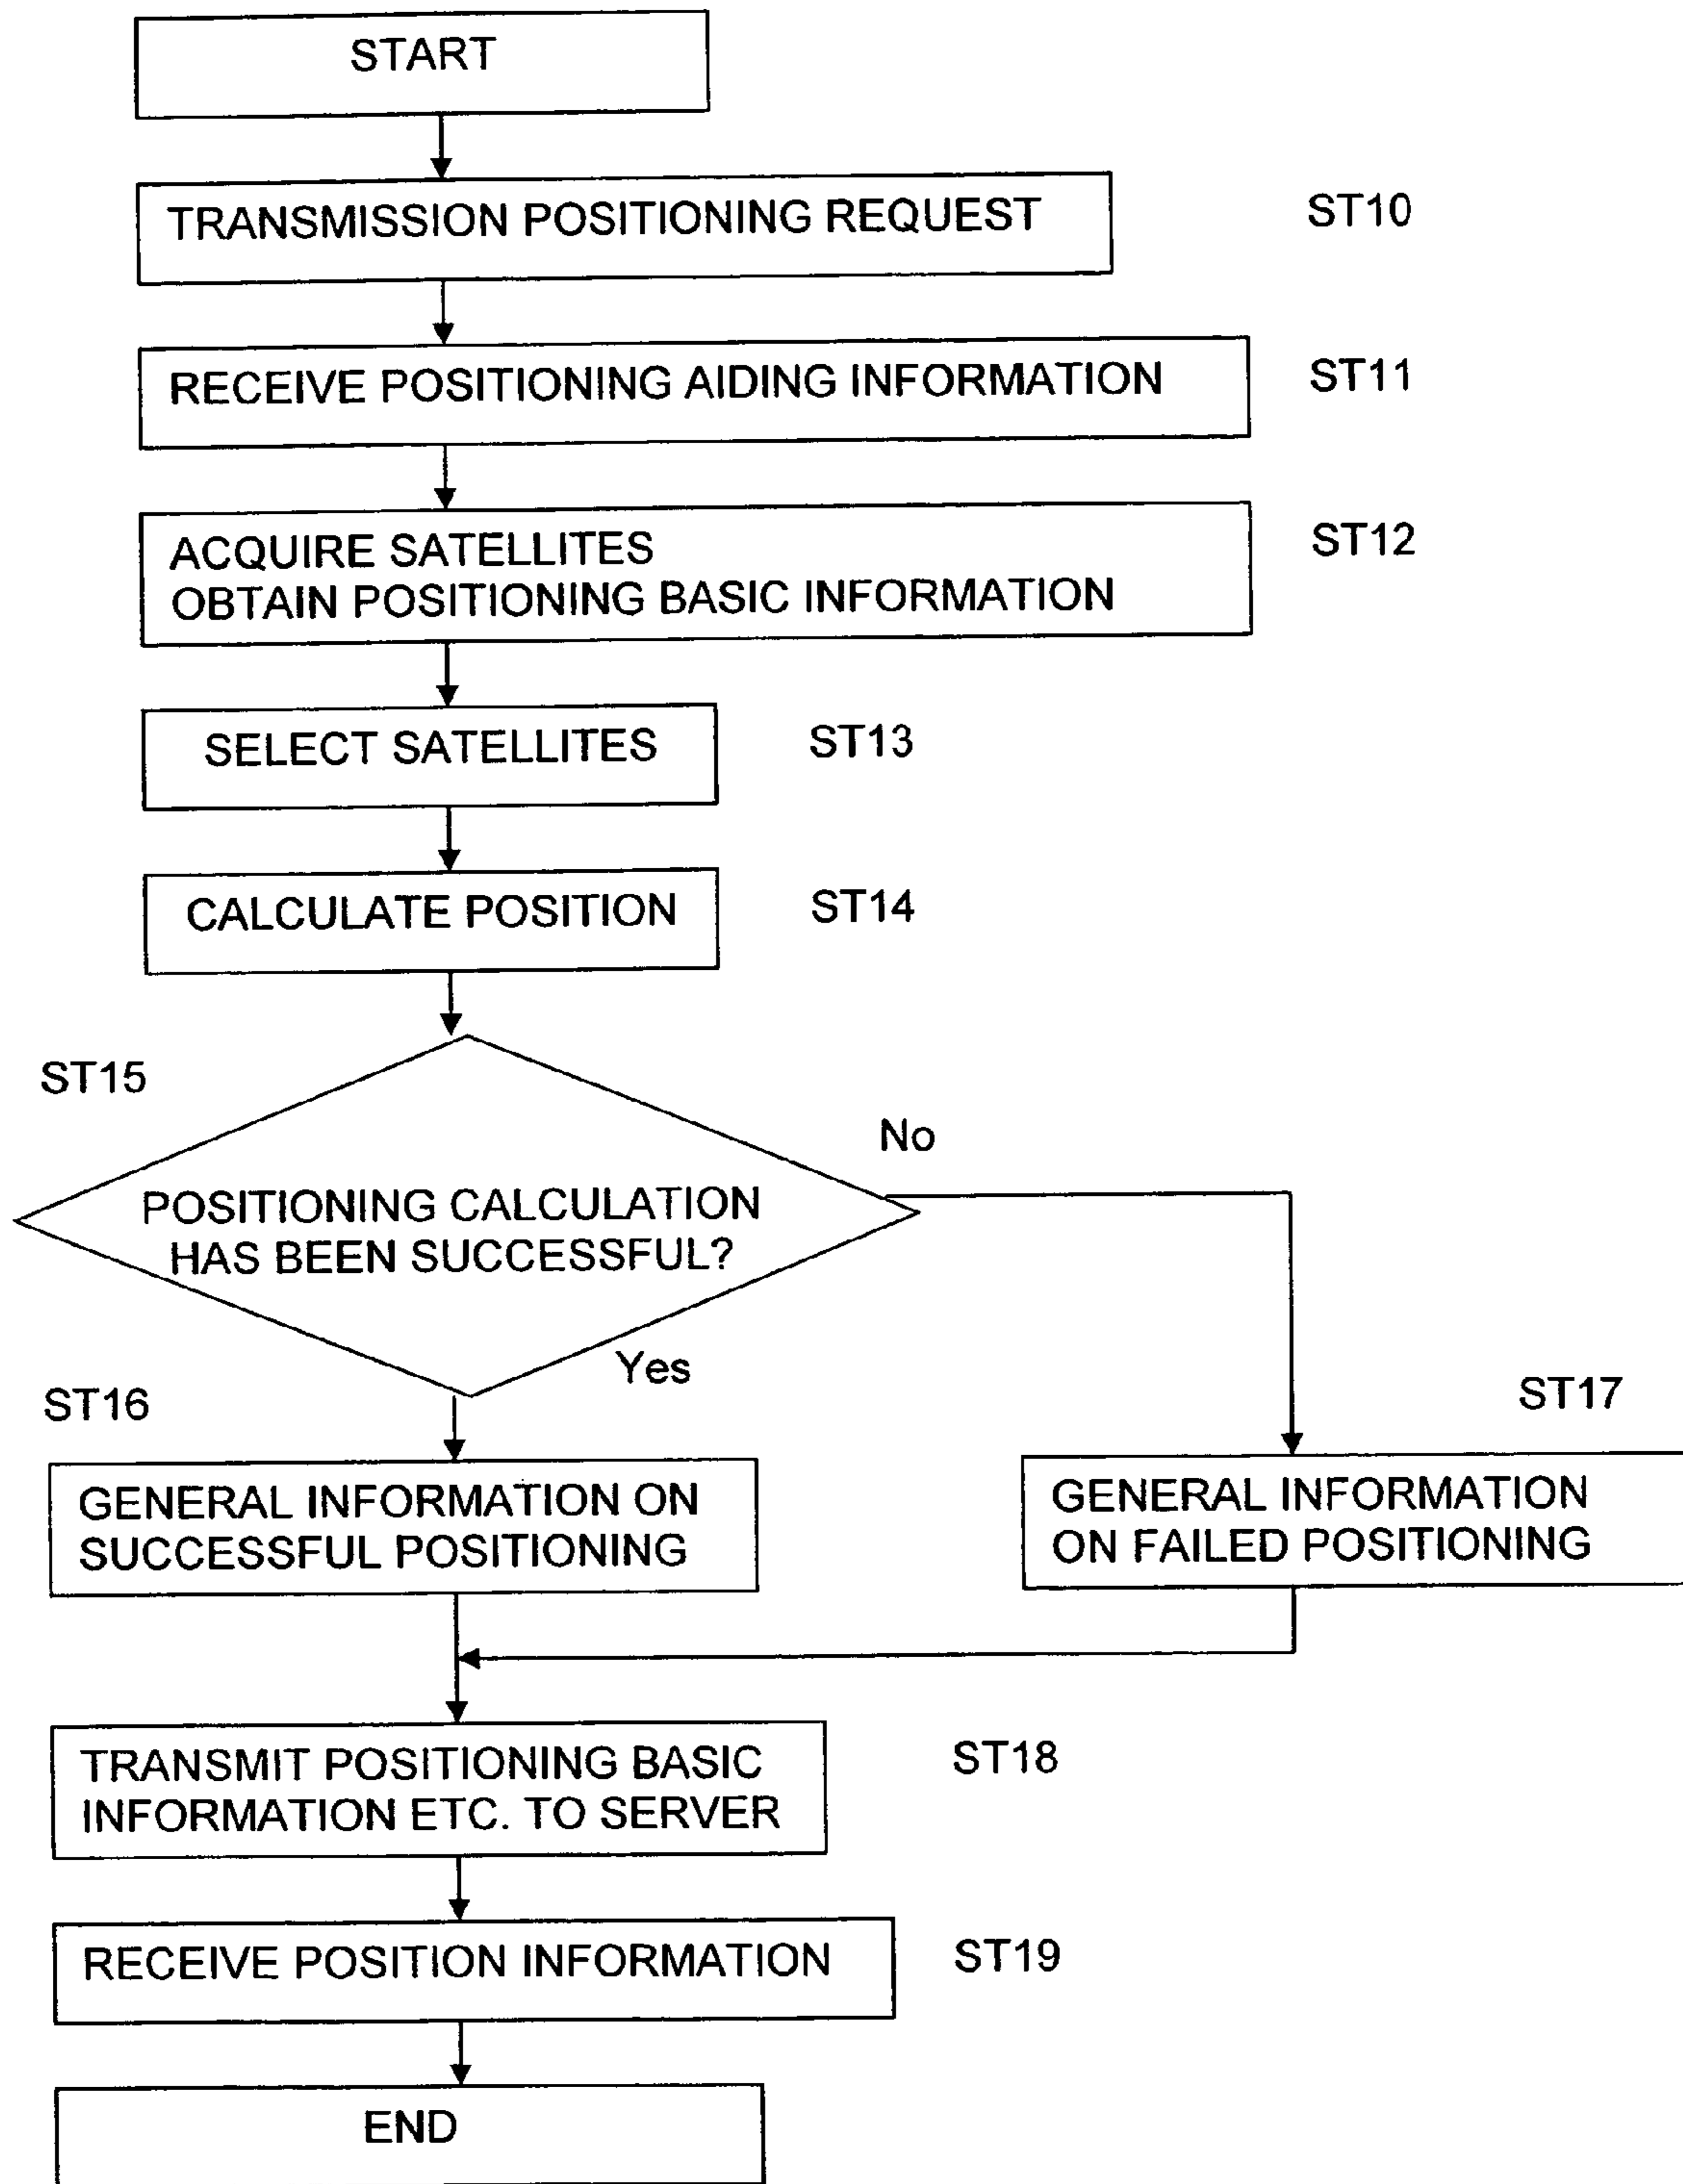 START
TRANSMISSION POSITIONING REQUEST
ST10
RECEIVE POSITIONING AIDING INFORMATION
ST11
ACQUIRE SATELLITES
OBTAIN POSITIONING BASIC INFORMATION
ST12
SELECT SATELLITES
ST13
CALCULATE POSITION
ST14
ST15
POSITIONING CALCULATION
HAS BEEN SUCCESSFUL?
No
Yes
ST16
GENERAL INFORMATION ON
SUCCESSFUL POSITIONING
ST17
GENERAL INFORMATION
ON FAILED POSITIONING
TRANSMIT POSITIONING BASIC
INFORMATION ETC. TO SERVER
ST18
RECEIVE POSITION INFORMATION
ST19
END